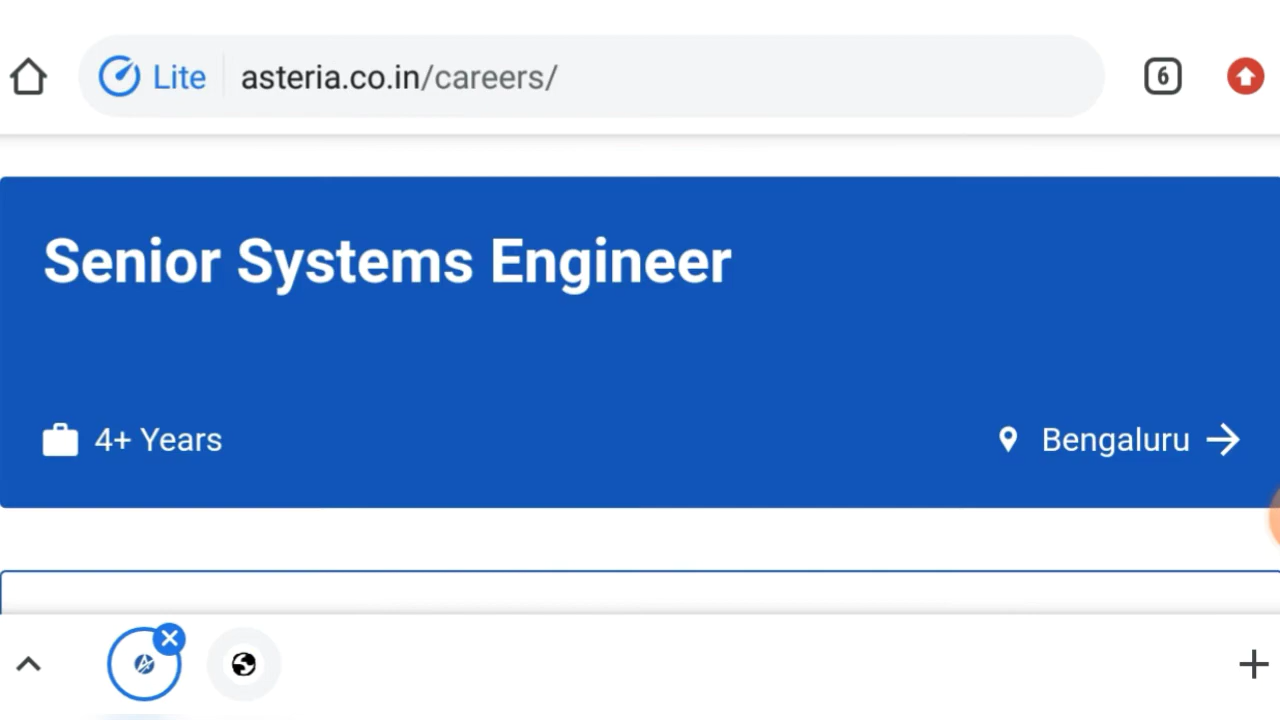 Lite asteria.co.in/careers/ 6
Senior Systems Engineer
4+ Years Bengaluru